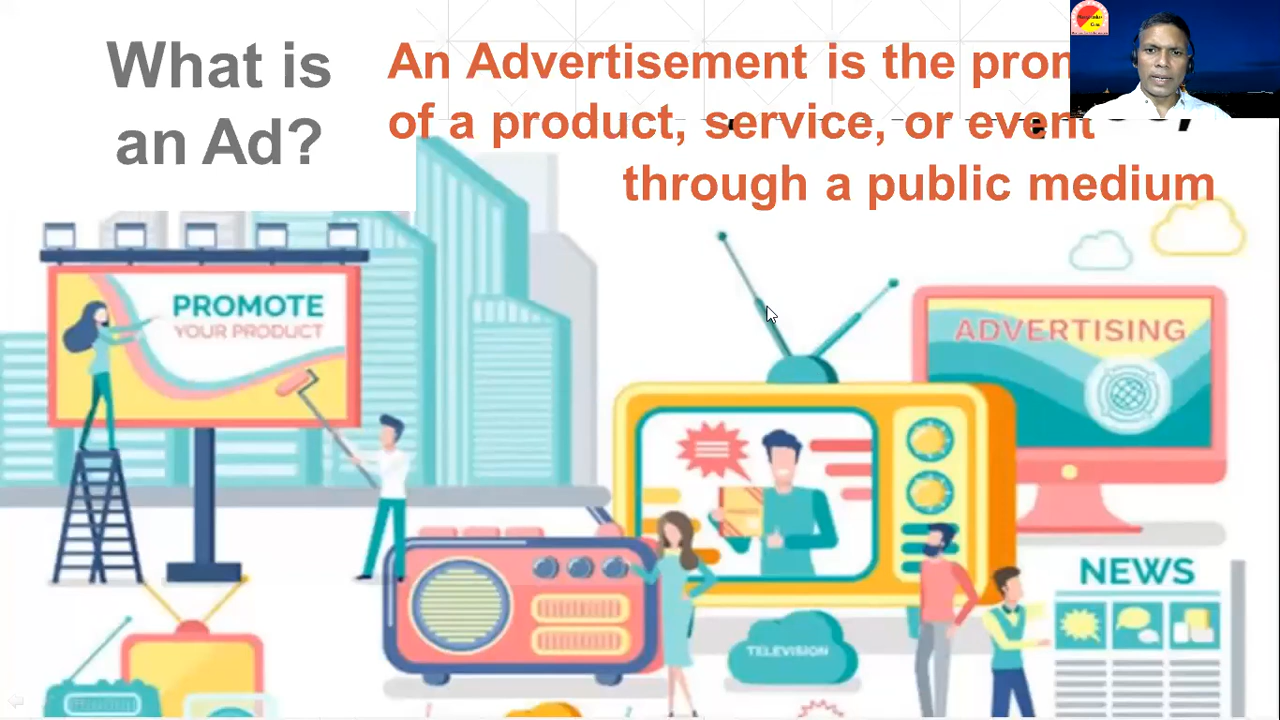 What is
an Ad?
An Advertisement is the
of a product, service, or event
through a public medium
PROMOTE
YOUR PRODUCT
ADVERTISING
TELEVISION
NEWS